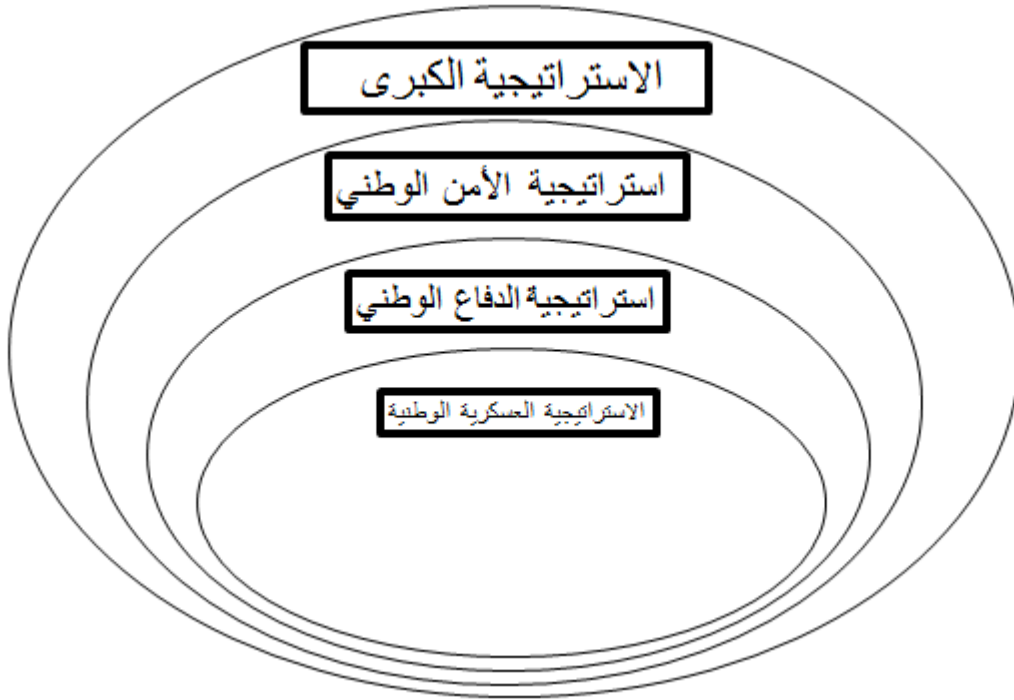 الاستراتيجية الكبرى
استراتيجية الأمن الوطني
استراتيجية الدفاع الوطني
الاستراتيجية العسكرية الوطنية